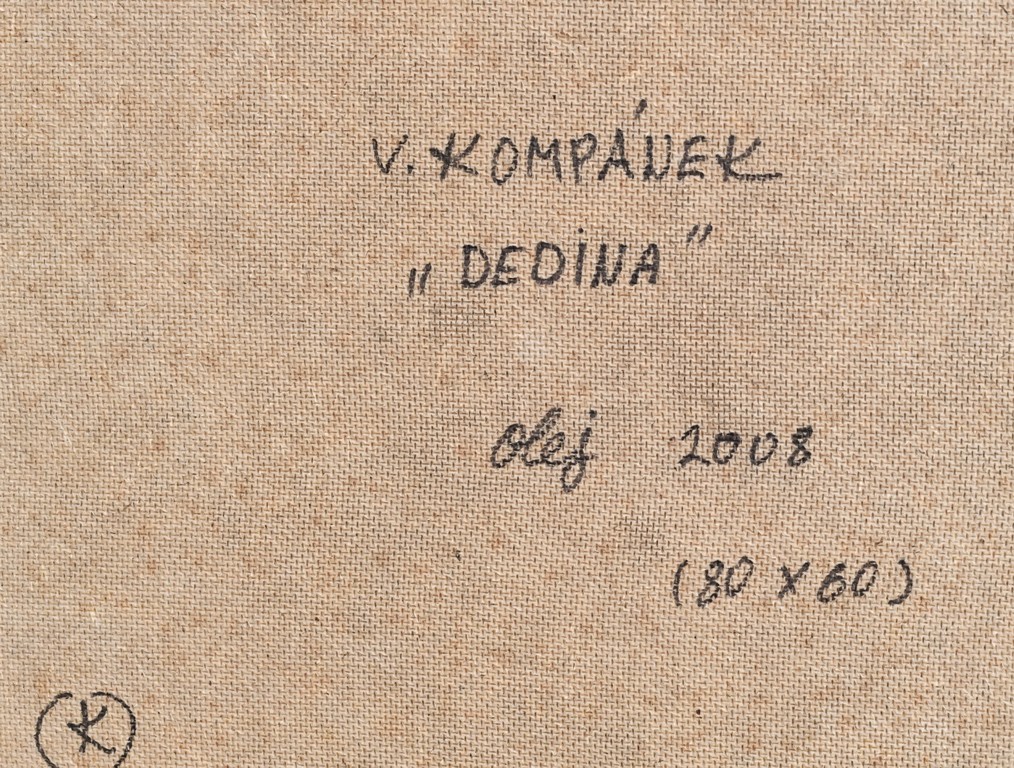 V. KOMPÁNEK
„DEDINA”
olej 2008
(80 x 60)
K